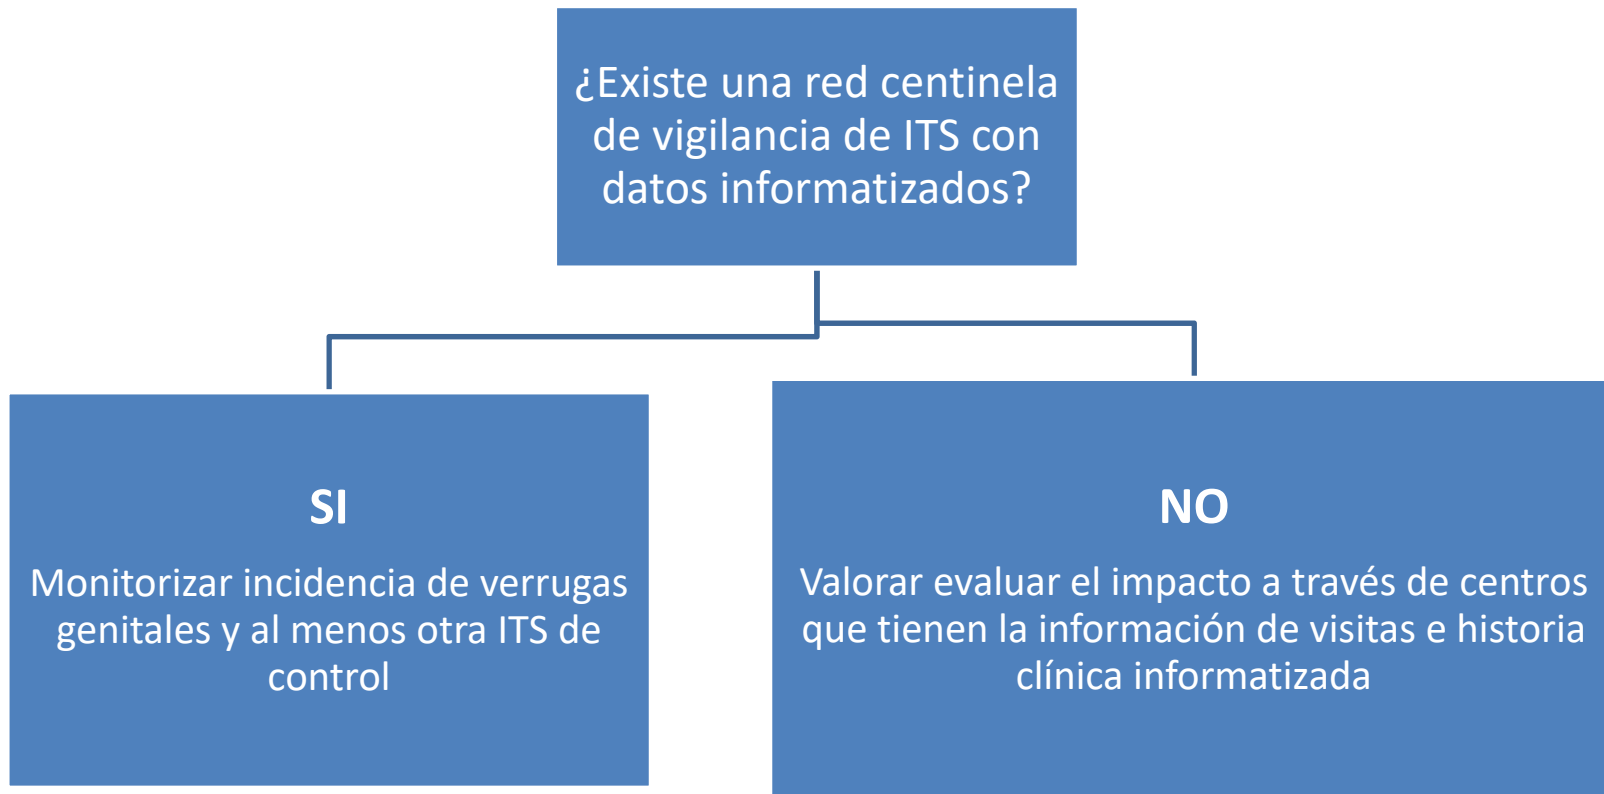 ¿Existe una red centinela
de vigilancia de ITS con
datos informatizados?
SI
Monitorizar incidencia de verrugas
genitales y al menos otra ITS de
control
NO
Valorar evaluar el impacto a través de centros
que tienen la información de visitas e historia
clínica informatizada